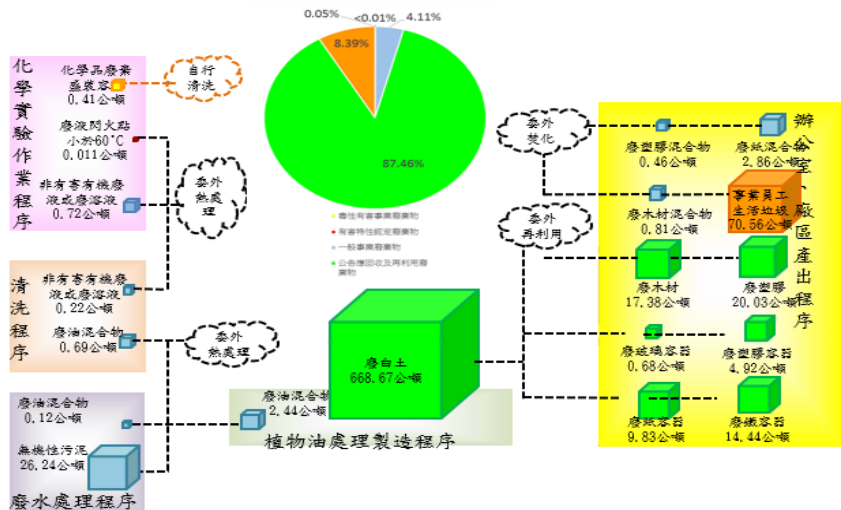 0.05%
<0.01%
4.11%
8.39%
87.46%
毒性有害事業廢棄物
有害特性認定廢棄物
一般事業廢棄物
公告應回收及再利用廢
棄物
化學實驗作業程序
化學品廢棄
盛裝容
0.41公噸
自行
清洗
廢液閃火點
小於60°C
0.011公噸
非有害有機廢
液或廢溶液
0.72公噸
委外
熱處
理
清洗程序
非有害有機廢
液或廢溶液
0.22公噸
廢油混合物
0.69公噸
委外
熱處理
廢油混合物
0.12公噸
無機性污泥
26.24公噸
廢水處理程序
廢油混合物
2.44公噸
廢白土
668.67公噸
植物油處理製造程序
委外
焚化
委外
再利用
辦公室、廠區產出程序
廢塑膠混合物
0.46公噸
廢紙混合物
2.86公噸
廢木材混合物
0.81公噸
事業員工
生活垃圾
70.56公噸
廢木材
17.38公噸
廢塑膠
20.03公噸
廢玻璃容器
0.68公噸
廢塑膠容器
4.92公噸
廢紙容器
9.83公噸
廢鐵容器
14.44公噸